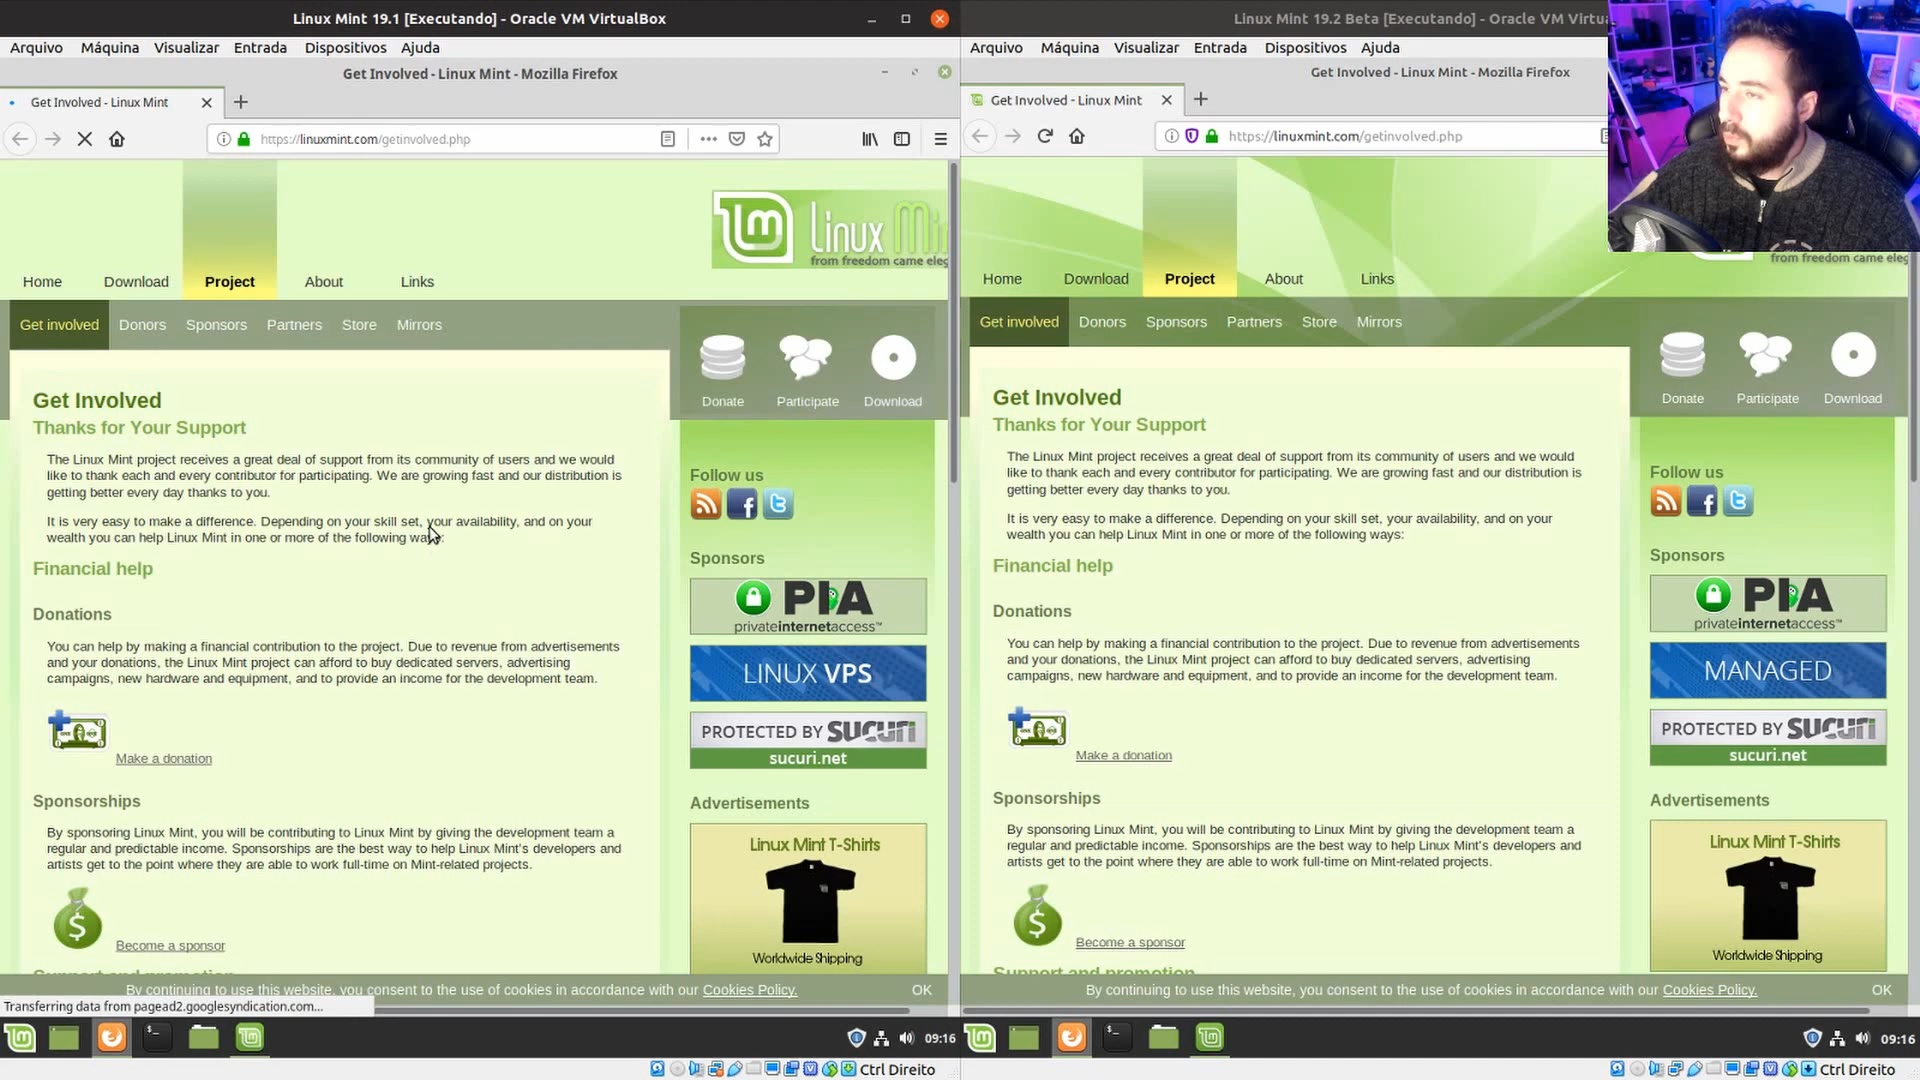 Linux Mint 19.1 [Executando] - Oracle VM VirtualBox
Arquivo Máquina Visualizar Entrada Dispositivos Ajuda
Get Involved - Linux Mint - Mozilla Firefox
Get Involved - Linux Mint
https://linuxmint.com/getinvolved.php
Linux Mi
from freedom came eleg
Home Download Project About Links
Get involved Donors Sponsors Partners Store Mirrors
Donate Participate Download
Get Involved
Thanks for Your Support
The Linux Mint project receives a great deal of support from its community of users and we would
like to thank each and every contributor for participating. We are growing fast and our distribution is
getting better every day thanks to you.
It is very easy to make a difference. Depending on your skill set, your availability, and on your
wealth you can help Linux Mint in one or more of the following ways:
Financial help
Donations
You can help by making a financial contribution to the project. Due to revenue from advertisements
and your donations, the Linux Mint project can afford to buy dedicated servers, advertising
campaigns, new hardware and equipment, and to provide an income for the development team.
Make a donation
Sponsorships
By sponsoring Linux Mint, you will be contributing to Linux Mint by giving the development team a
regular and predictable income. Sponsorships are the best way to help Linux Mint's developers and
artists get to the point where they are able to work full-time on Mint-related projects.
Become a sponsor
Support and promotion
Follow us
Sponsors
PIA
privateinternetaccess™
LINUX VPS
PROTECTED BY SUCURI
sucuri.net
Advertisements
Linux Mint T-Shirts
Worldwide Shipping
By continuing to use this website, you consent to the use of cookies in accordance with our Cookies Policy. OK
Transferring data from pagead2.googlesyndication.com...
09:16
Ctrl Direito
Linux Mint 19.2 Beta [Executando] - Oracle VM Virtua
Arquivo Máquina Visualizar Entrada Dispositivos Ajuda
Get Involved - Linux Mint - Mozilla Firefox
Get Involved - Linux Mint
https://linuxmint.com/getinvolved.php
from freedom came eleg
Home Download Project About Links
Get involved Donors Sponsors Partners Store Mirrors
Donate Participate Download
Get Involved
Thanks for Your Support
The Linux Mint project receives a great deal of support from its community of users and we would
like to thank each and every contributor for participating. We are growing fast and our distribution is
getting better every day thanks to you.
It is very easy to make a difference. Depending on your skill set, your availability, and on your
wealth you can help Linux Mint in one or more of the following ways:
Financial help
Donations
You can help by making a financial contribution to the project. Due to revenue from advertisements
and your donations, the Linux Mint project can afford to buy dedicated servers, advertising
campaigns, new hardware and equipment, and to provide an income for the development team.
Make a donation
Sponsorships
By sponsoring Linux Mint, you will be contributing to Linux Mint by giving the development team a
regular and predictable income. Sponsorships are the best way to help Linux Mint's developers and
artists get to the point where they are able to work full-time on Mint-related projects.
Become a sponsor
Support and promotion
Follow us
Sponsors
PIA
privateinternetaccess™
MANAGED
PROTECTED BY SUCURI
sucuri.net
Advertisements
Linux Mint T-Shirts
Worldwide Shipping
By continuing to use this website, you consent to the use of cookies in accordance with our Cookies Policy. OK
09:16
Ctrl Direito